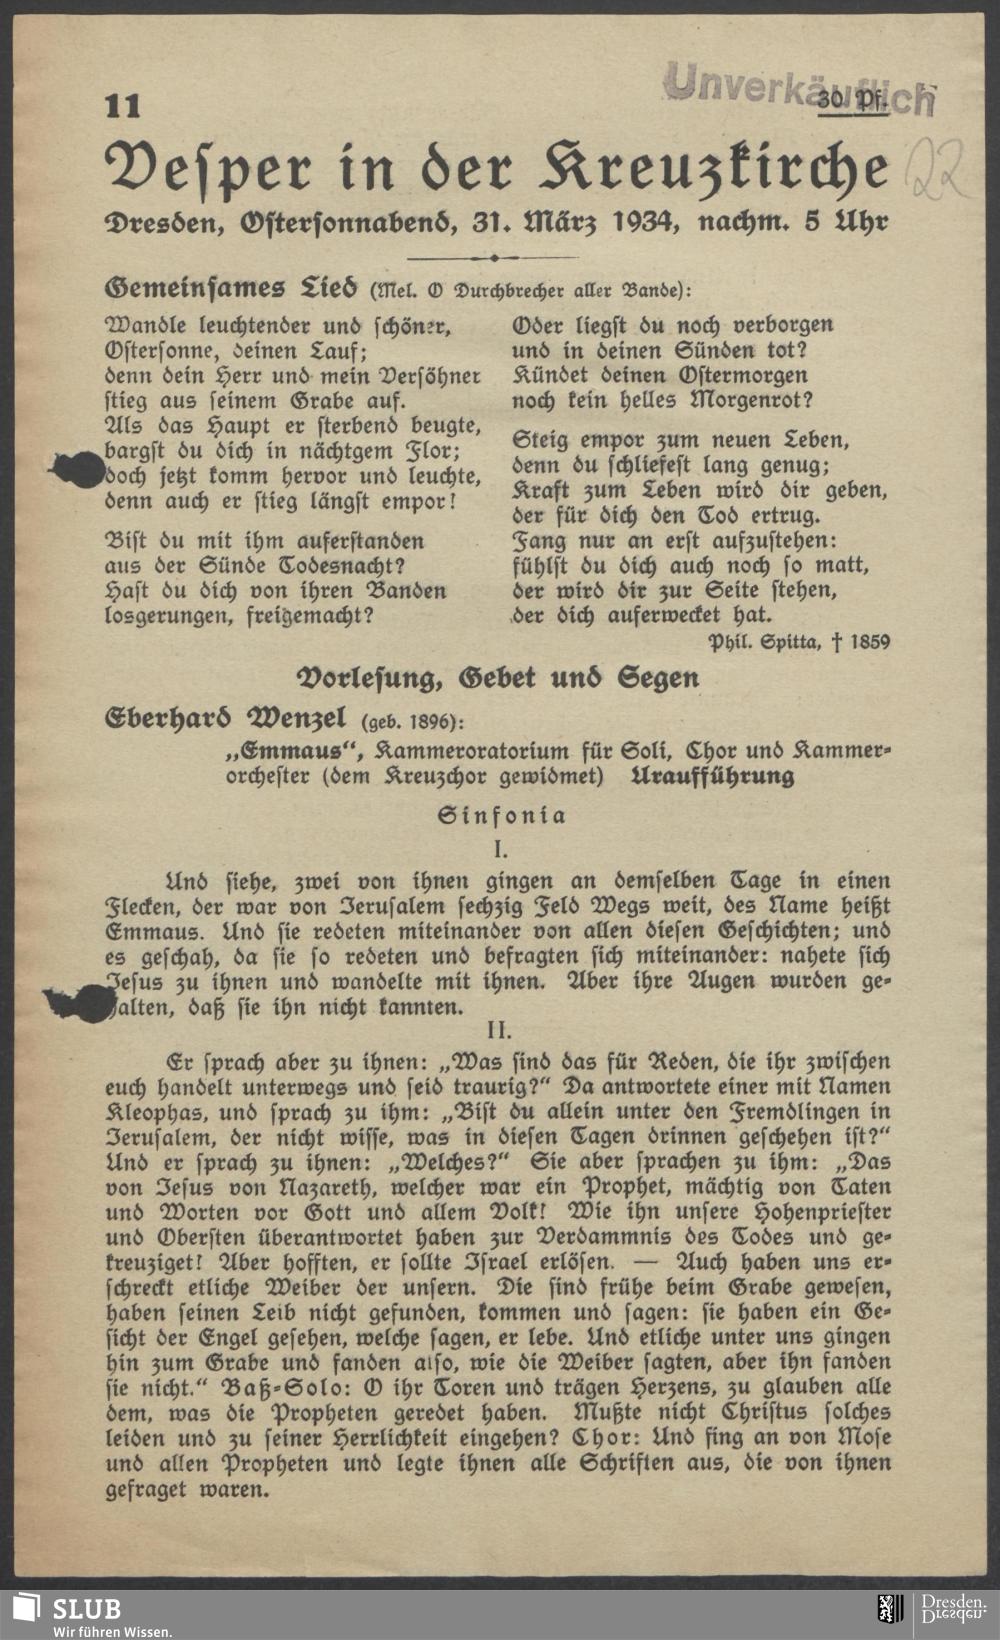 Unverkäuflich
11
30 Pf.
22
Vesper in der Kreuzkirche
Dresden, Ostersonnabend, 31. März 1934, nachm. 5 Uhr
Gemeinsames Lied (Mel. O Durchbrecher aller Bande):
Wandle leuchtender und schöner,
Ostersonne, deinen Lauf;
denn dein Herr und mein Versöhner
stieg aus seinem Grabe auf.
Als das Haupt er sterbend beugte,
bargst du dich in nächtgem Flor;
doch jetzt komm hervor und leuchte,
denn auch er stieg längst empor!
Bist du mit ihm auferstanden
aus der Sünde Todesnacht?
Hast du dich von ihren Banden
losgerungen, freigemacht?
Oder liegst du noch verborgen
und in deinen Sünden tot?
Kündet deinen Ostermorgen
noch kein helles Morgenrot?
Steig empor zum neuen Leben,
denn du schliefest lang genug;
Kraft zum Leben wird dir geben,
der für dich den Tod ertrug.
Fang nur an erst aufzustehen:
fühlst du dich auch noch so matt,
der wird dir zur Seite stehen,
der dich auferwecket hat.
Phil. Spitta, † 1859
Vorlesung, Gebet und Segen
Eberhard Wenzel (geb. 1896):
„Emmaus“, Kammeroratorium für Soli, Chor und Kammer-
orchester (dem Kreuzchor gewidmet) Uraufführung
Sinfonia
I.
Und siehe, zwei von ihnen gingen an demselben Tage in einen
Flecken, der war von Jerusalem sechzig Feld Wegs weit, des Name heißt
Emmaus. Und sie redeten miteinander von allen diesen Geschichten; und
es geschah, da sie so redeten und befragten sich miteinander: nahete sich
Jesus zu ihnen und wandelte mit ihnen. Aber ihre Augen wurden ge-
halten, daß sie ihn nicht kannten.
II.
Er sprach aber zu ihnen: „Was sind das für Reden, die ihr zwischen
euch handelt unterwegs und seid traurig?“ Da antwortete einer mit Namen
Kleophas, und sprach zu ihm: „Bist du allein unter den Fremdlingen in
Jerusalem, der nicht wisse, was in diesen Tagen drinnen geschehen ist?“
Und er sprach zu ihnen: „Welches?“ Sie aber sprachen zu ihm: „Das
von Jesus von Nazareth, welcher war ein Prophet, mächtig von Taten
und Worten vor Gott und allem Volk! Wie ihn unsere Hohenpriester
und Obersten überantwortet haben zur Verdammnis des Todes und ge-
kreuziget! Aber hofften, er sollte Israel erlösen. — Auch haben uns er-
schreckt etliche Weiber der unsern. Die sind frühe beim Grabe gewesen,
haben seinen Leib nicht gefunden, kommen und sagen: sie haben ein Ge-
sicht der Engel gesehen, welche sagen, er lebe. Und etliche unter uns gingen
hin zum Grabe und fanden also, wie die Weiber sagten, aber ihn fanden
sie nicht.“ Baß-Solo: O ihr Toren und trägen Herzens, zu glauben alle
dem, was die Propheten geredet haben. Mußte nicht Christus solches
leiden und zu seiner Herrlichkeit eingehen? Chor: Und fing an von Mose
und allen Propheten und legte ihnen alle Schriften aus, die von ihnen
gefraget waren.
SLUB
Wir führen Wissen.
Dresden.
Dresden.